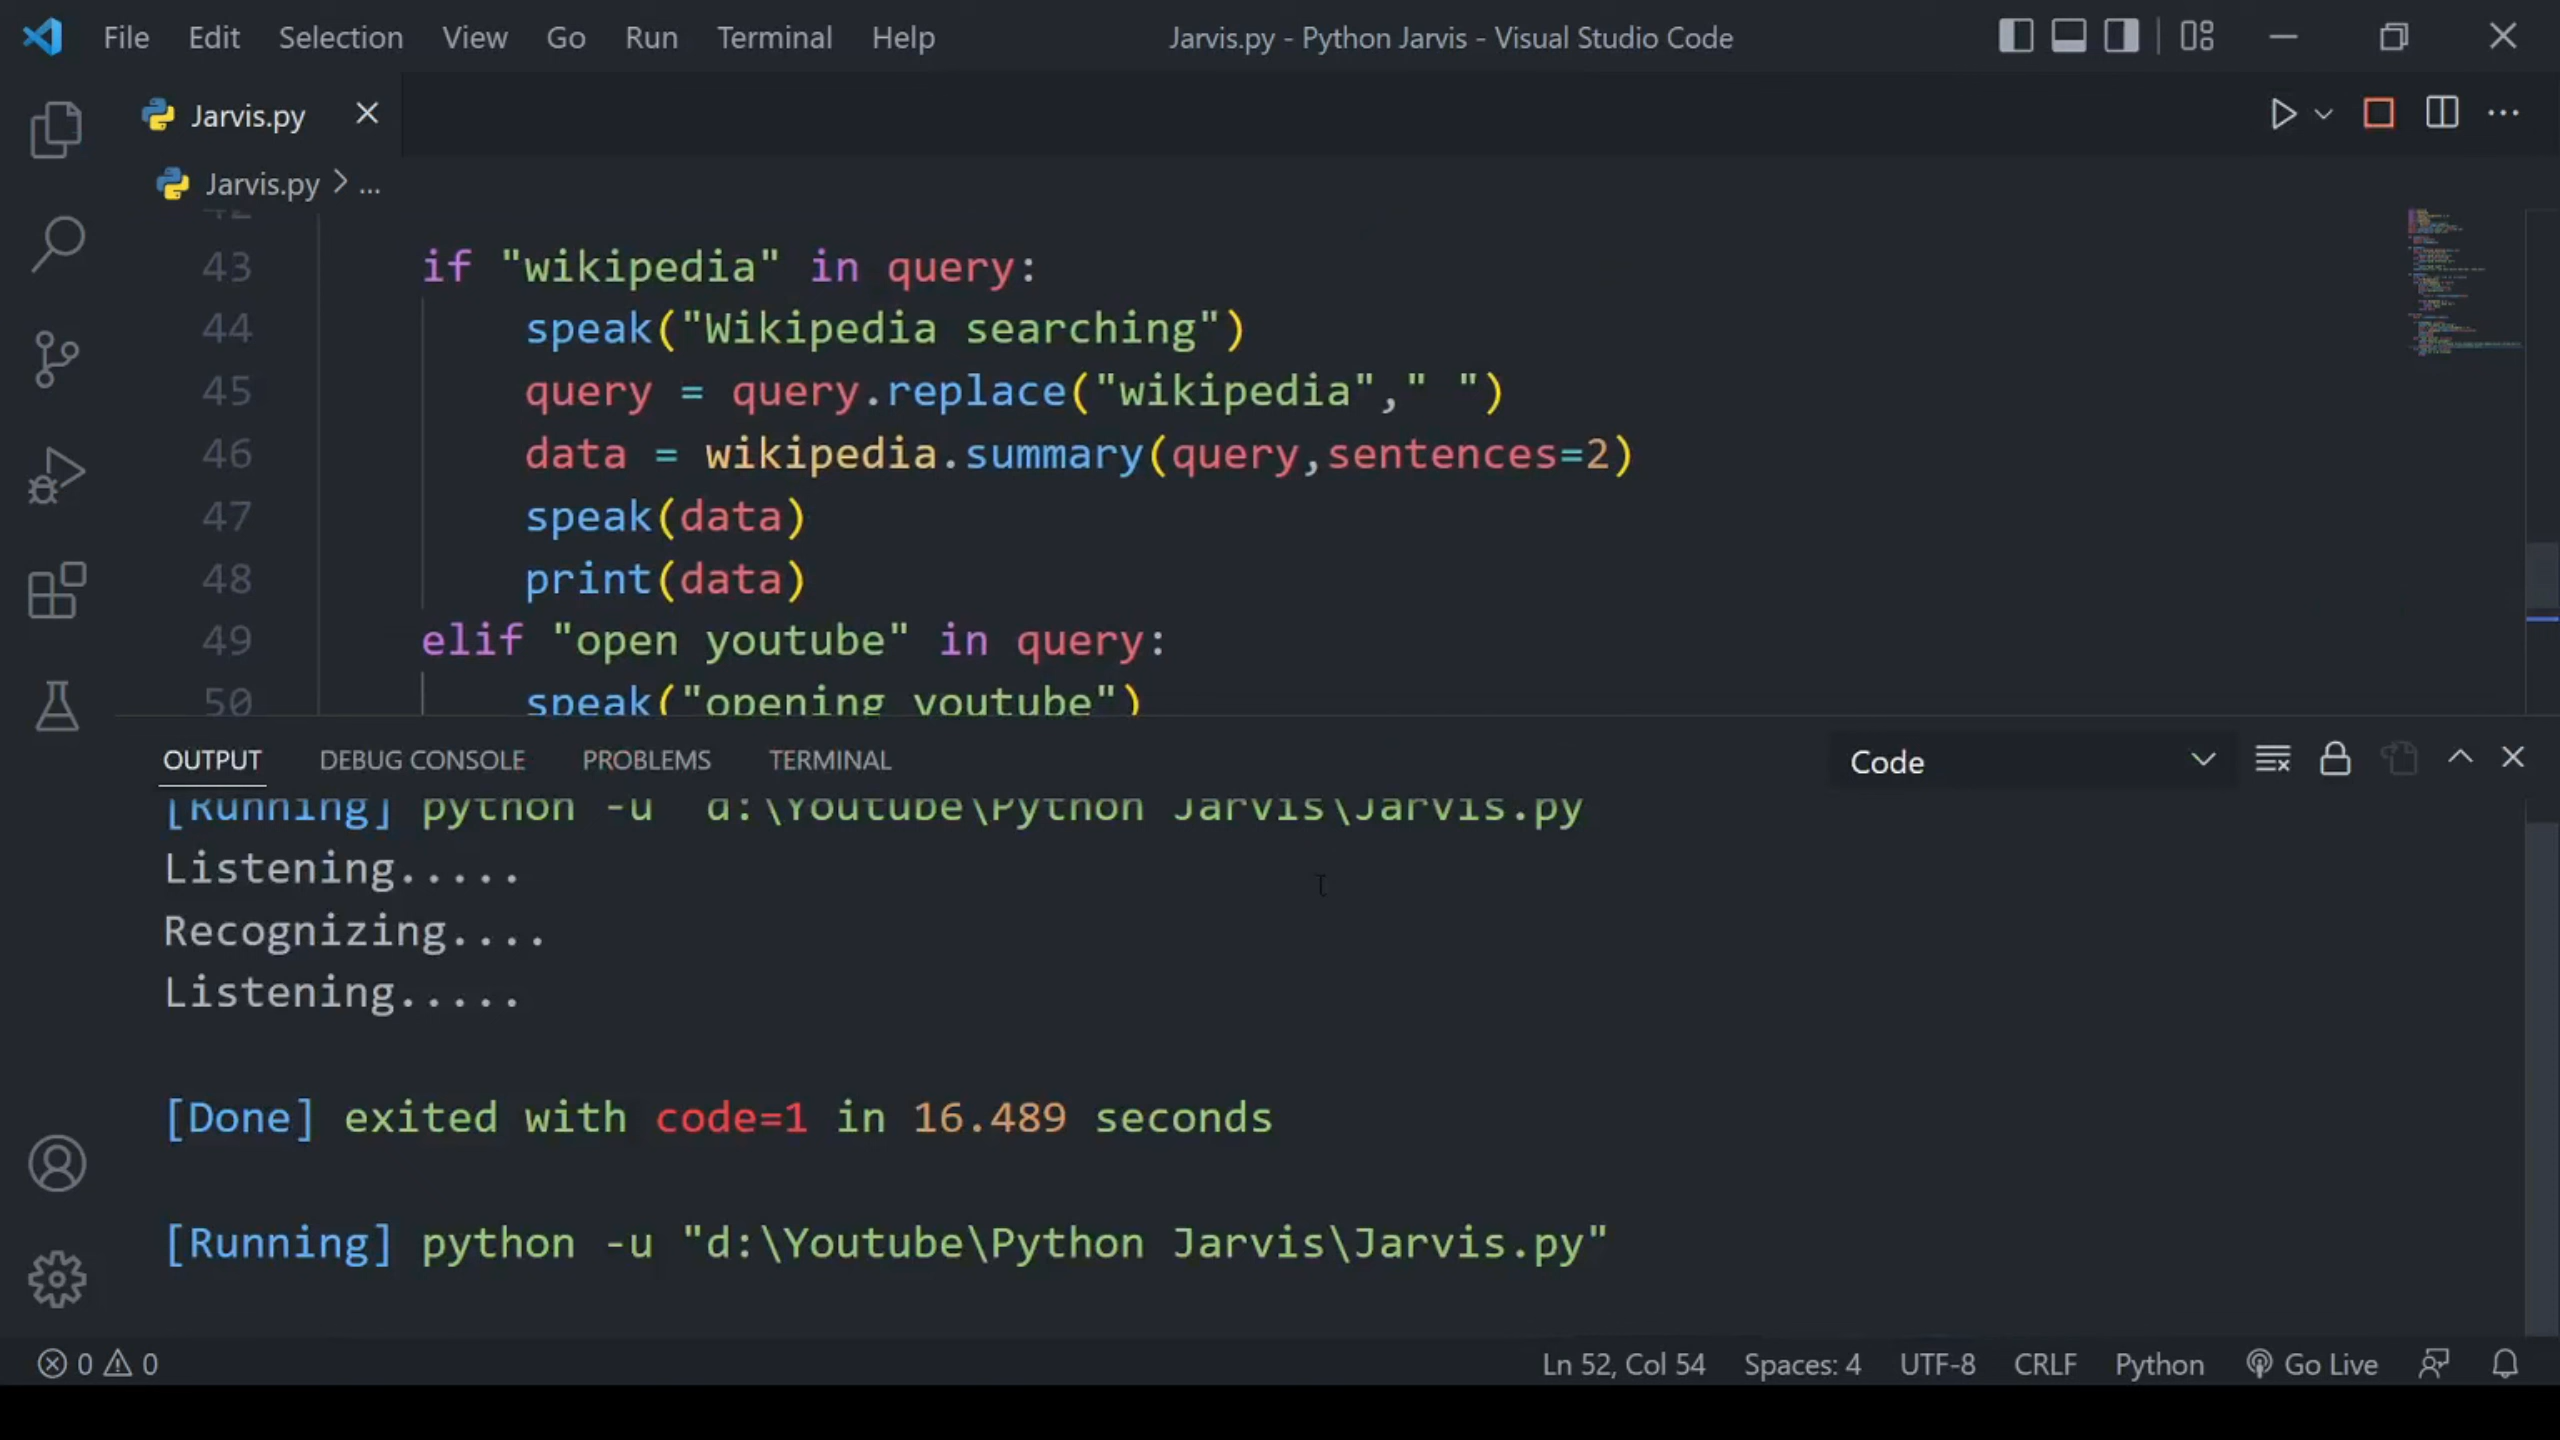 File Edit Selection View Go Run Terminal Help Jarvis.py - Python Jarvis - Visual Studio Code
Jarvis.py
Jarvis.py > ...
42
43 if "wikipedia" in query:
44 speak("Wikipedia searching")
45 query = query.replace("wikipedia"," ")
46 data = wikipedia.summary(query,sentences=2)
47 speak(data)
48 print(data)
49 elif "open youtube" in query:
50 speak("opening youtube")
OUTPUT DEBUG CONSOLE PROBLEMS TERMINAL Code
[Running] python -u d:\Youtube\Python Jarvis\Jarvis.py
Listening.....
Recognizing....
Listening.....
[Done] exited with code=1 in 16.489 seconds
[Running] python -u "d:\Youtube\Python Jarvis\Jarvis.py"
0 0 Ln 52, Col 54 Spaces: 4 UTF-8 CRLF Python Go Live